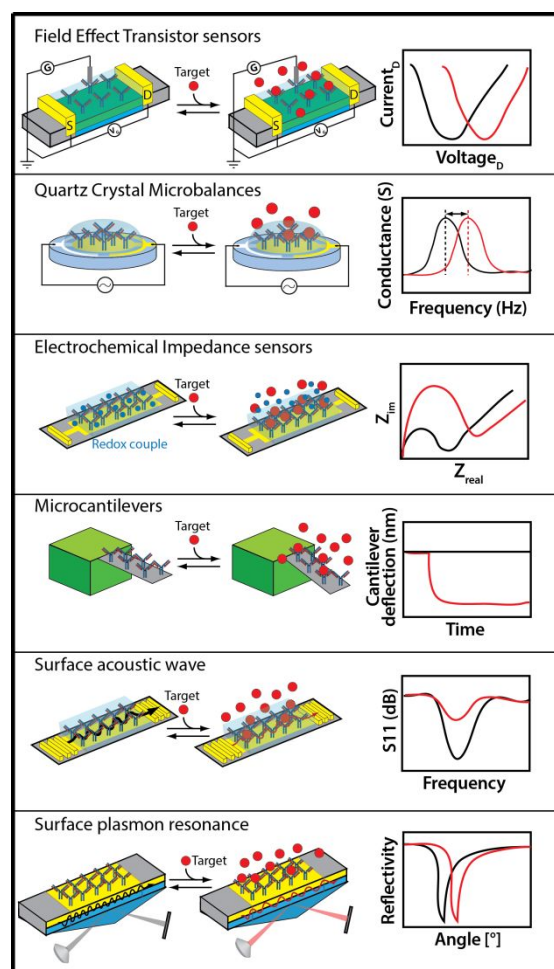 Field Effect Transistor sensors
G
Target
G
S
D
S
D
Current_D
Voltage_D
Quartz Crystal Microbalances
Target
Conductance (S)
Frequency (Hz)
Electrochemical Impedance sensors
Target
Redox couple
Z_im
Z_real
Microcantilevers
Target
Cantilever
deflection (nm)
Time
Surface acoustic wave
Target
S11 (dB)
Frequency
Surface plasmon resonance
Target
Reflectivity
Angle [°]